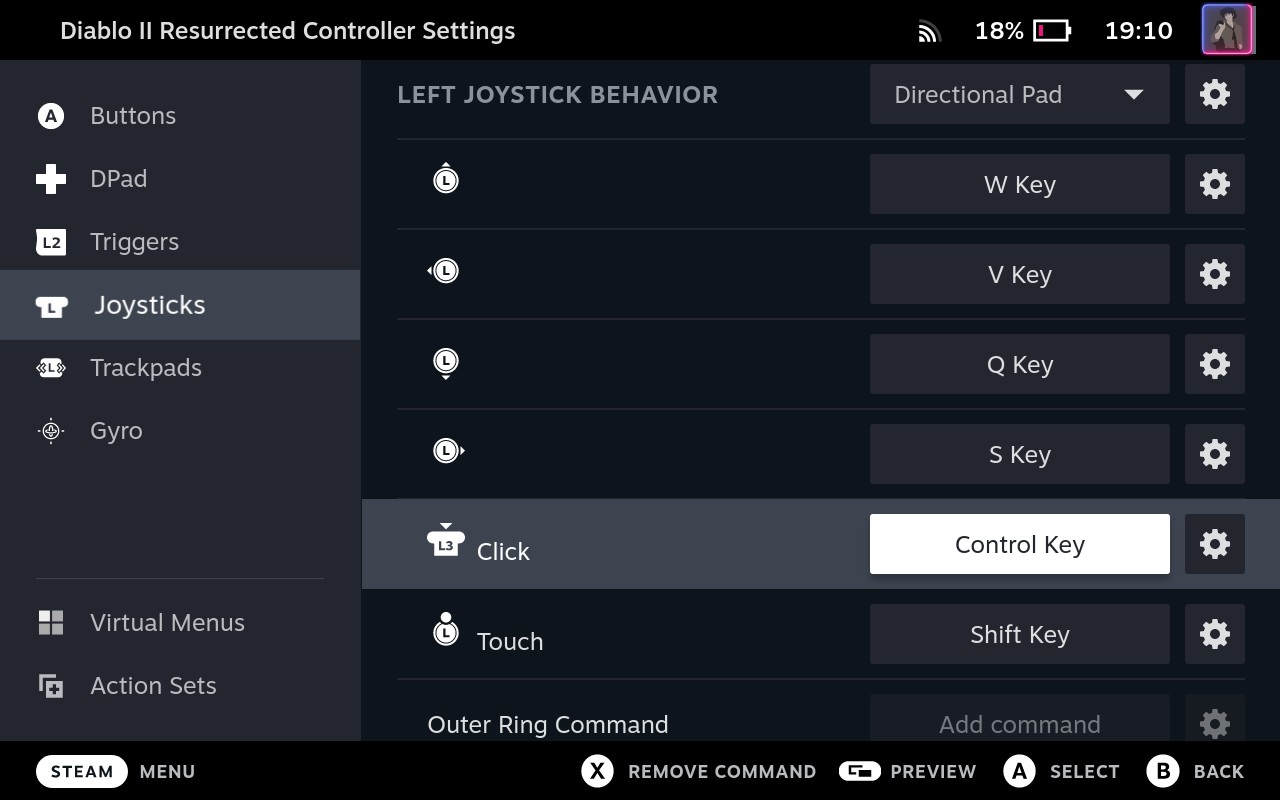 Diablo II Resurrected Controller Settings
18%
19:10
A Buttons
DPad
L2 Triggers
L Joysticks
L Trackpads
Gyro
Virtual Menus
Action Sets
LEFT JOYSTICK BEHAVIOR
Directional Pad
L W Key
L V Key
L Q Key
L S Key
L3 Click Control Key
L Touch Shift Key
Outer Ring Command Add command
STEAM MENU
X REMOVE COMMAND
PREVIEW
A SELECT
B BACK